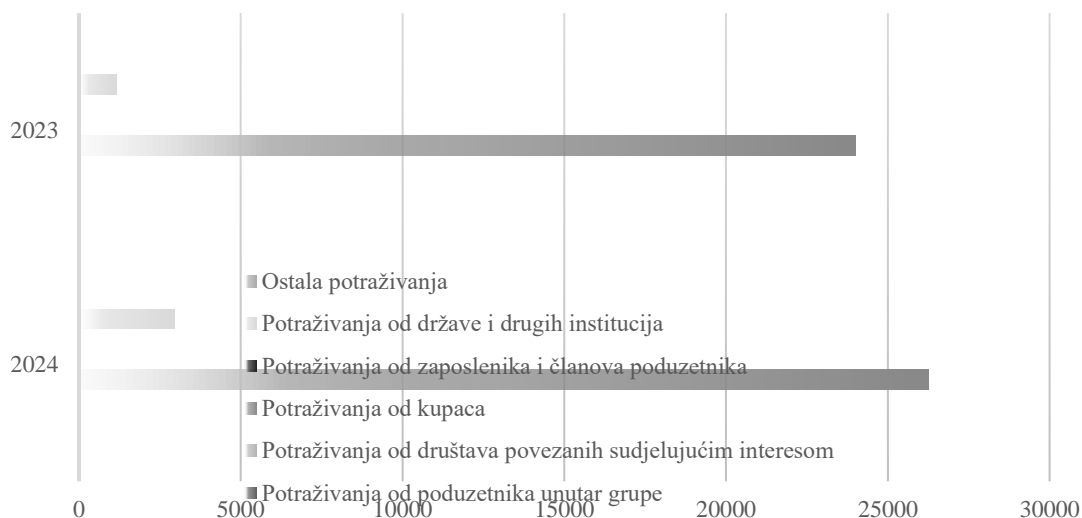 2023
Ostala potraživanja
Potraživanja od države i drugih institucija
2024
Potraživanja od zaposlenika i članova poduzetnika
Potraživanja od kupaca
Potraživanja od društava povezanih sudjelujućim interesom
Potraživanja od poduzetnika unutar grupe
0 5000 10000 15000 20000 25000 30000